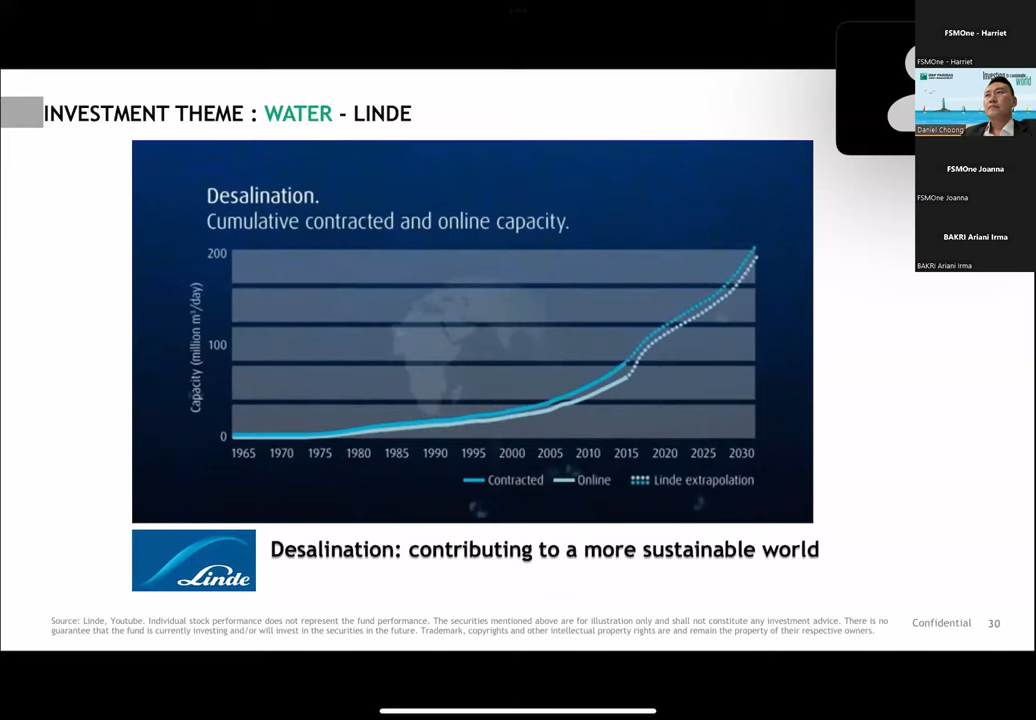 FSMOne - Harriet
FSMOne - Harriet
BNP PARIBAS
world
Daniel Choong
FSMOne Joanna
FSMOne Joanna
BAKRI Ariani Irma
BAKRI Ariani Irma
INVESTMENT THEME : WATER - LINDE
Desalination.
Cumulative contracted and online capacity.
Capacity (million m³/day)
200
100
0
1965 1970 1975 1980 1985 1990 1995 2000 2005 2010 2015 2020 2025 2030
Contracted Online Linde extrapolation
Linde
Desalination: contributing to a more sustainable world
Source: Linde, Youtube. Individual stock performance does not represent the fund performance. The securities mentioned above are for illustration only and shall not constitute any investment advice. There is no
guarantee that the fund is currently investing and/or will invest in the securities in the future. Trademark, copyrights and other intellectual property rights are and remain the property of their respective owners.
Confidential 30